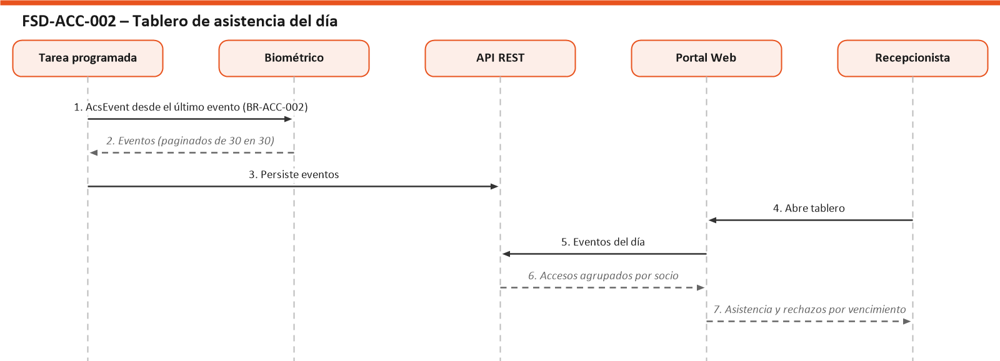 FSD-ACC-002 – Tablero de asistencia del día
Tarea programada
Biométrico
API REST
Portal Web
Recepcionista
1. AcsEvent desde el último evento (BR-ACC-002)
2. Eventos (paginados de 30 en 30)
3. Persiste eventos
4. Abre tablero
5. Eventos del día
6. Accesos agrupados por socio
7. Asistencia y rechazos por vencimiento